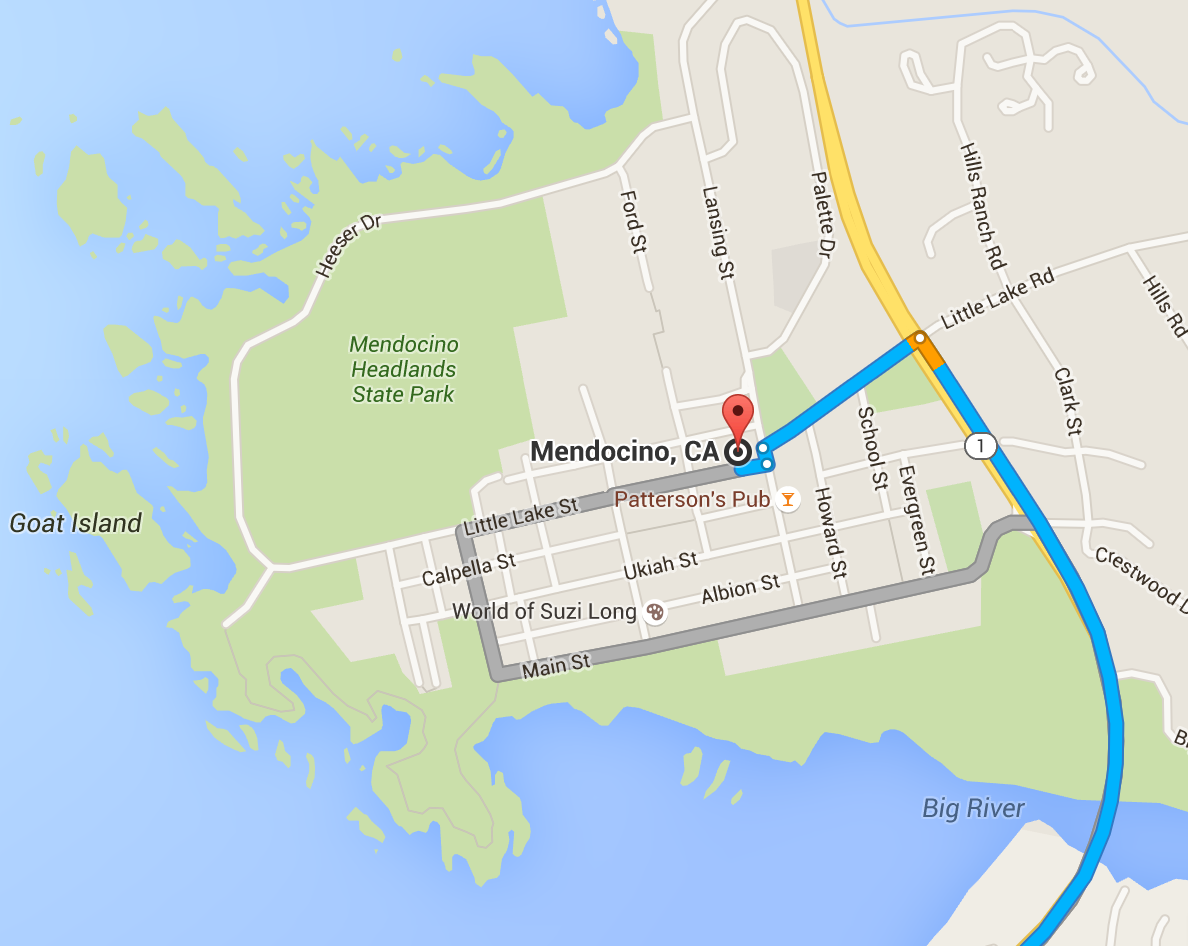 Ford St
Lansing St
Palette Dr
Hills Ranch Rd
Heeser Dr
Little Lake Rd
Hills Rd
Mendocino
Headlands
State Park
Clark St
School St
1
Mendocino, CA
Evergreen St
Patterson's Pub
Howard St
Goat Island
Little Lake St
Calpella St
Ukiah St
Albion St
Crestwood D
World of Suzi Long
Main St
Big River